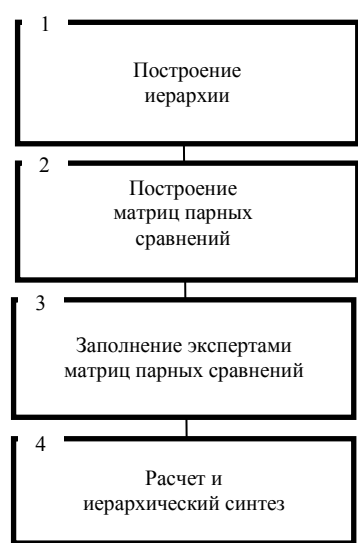 1
Построение
иерархии
2
Построение
матриц парных
сравнений
3
Заполнение экспертами
матриц парных сравнений
4
Расчет и
иерархический синтез